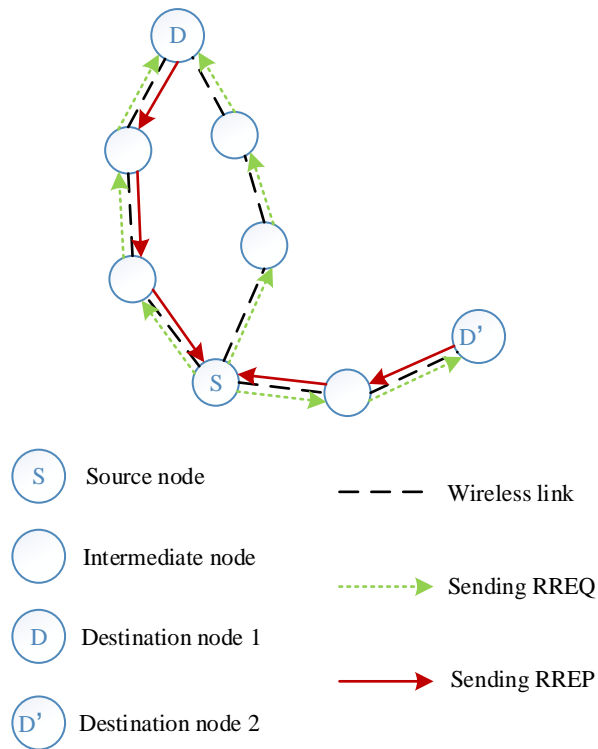 D
D'
S
S Source node
Wireless link
Intermediate node
Sending RREQ
D Destination node 1
Sending RREP
D' Destination node 2